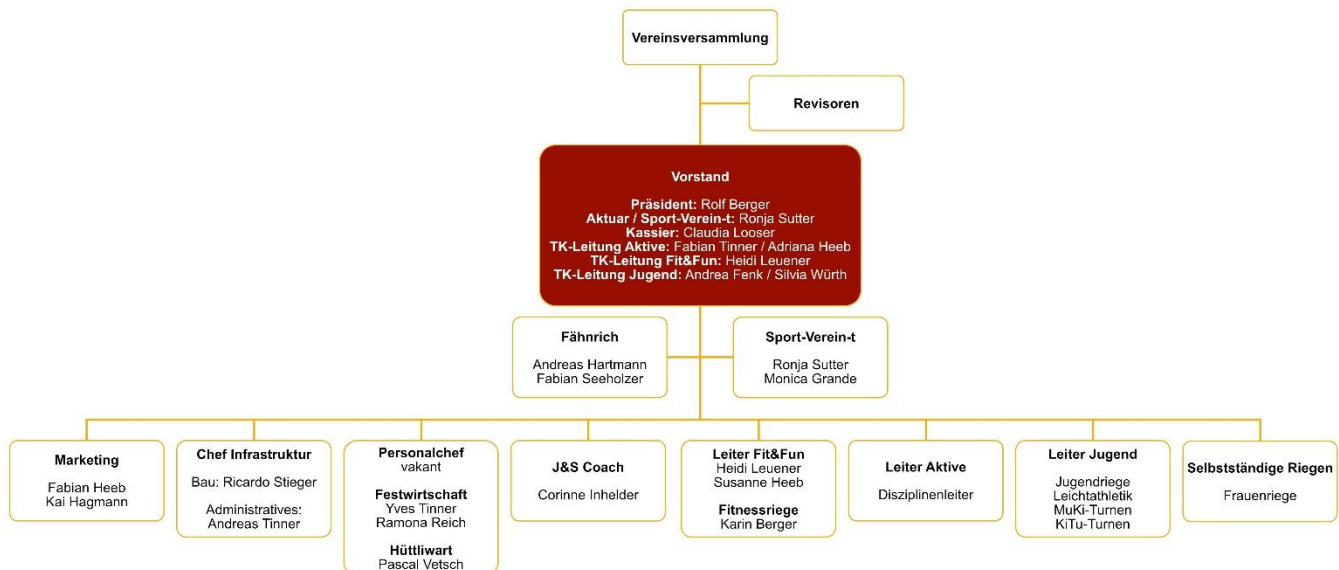 Vereinsversammlung
Revisoren
Vorstand
Präsident: Rolf Berger
Aktuar / Sport-Verein-t: Ronja Sutter
Kassier: Claudia Looser
TK-Leitung Aktive: Fabian Tinner / Adriana Heeb
TK-Leitung Fit&Fun: Heidi Leuener
TK-Leitung Jugend: Andrea Fenk / Silvia Würth
Fähnrich
Andreas Hartmann
Fabian Seeholzer
Sport-Verein-t
Ronja Sutter
Monica Grande
Marketing
Fabian Heeb
Kai Hagmann
Chef Infrastruktur
Bau: Ricardo Stieger
Administratives:
Andreas Tinner
Personalchef
vakant
Festwirtschaft
Yves Tinner
Ramona Reich
Hüttliwart
Pascal Vetsch
J&S Coach
Corinne Inhelder
Leiter Fit&Fun
Heidi Leuener
Susanne Heeb
Fitnessriege
Karin Berger
Leiter Aktive
Disziplinenleiter
Leiter Jugend
Jugendriege
Leichtathletik
MuKi-Turnen
KiTu-Turnen
Selbstständige Riegen
Frauenriege